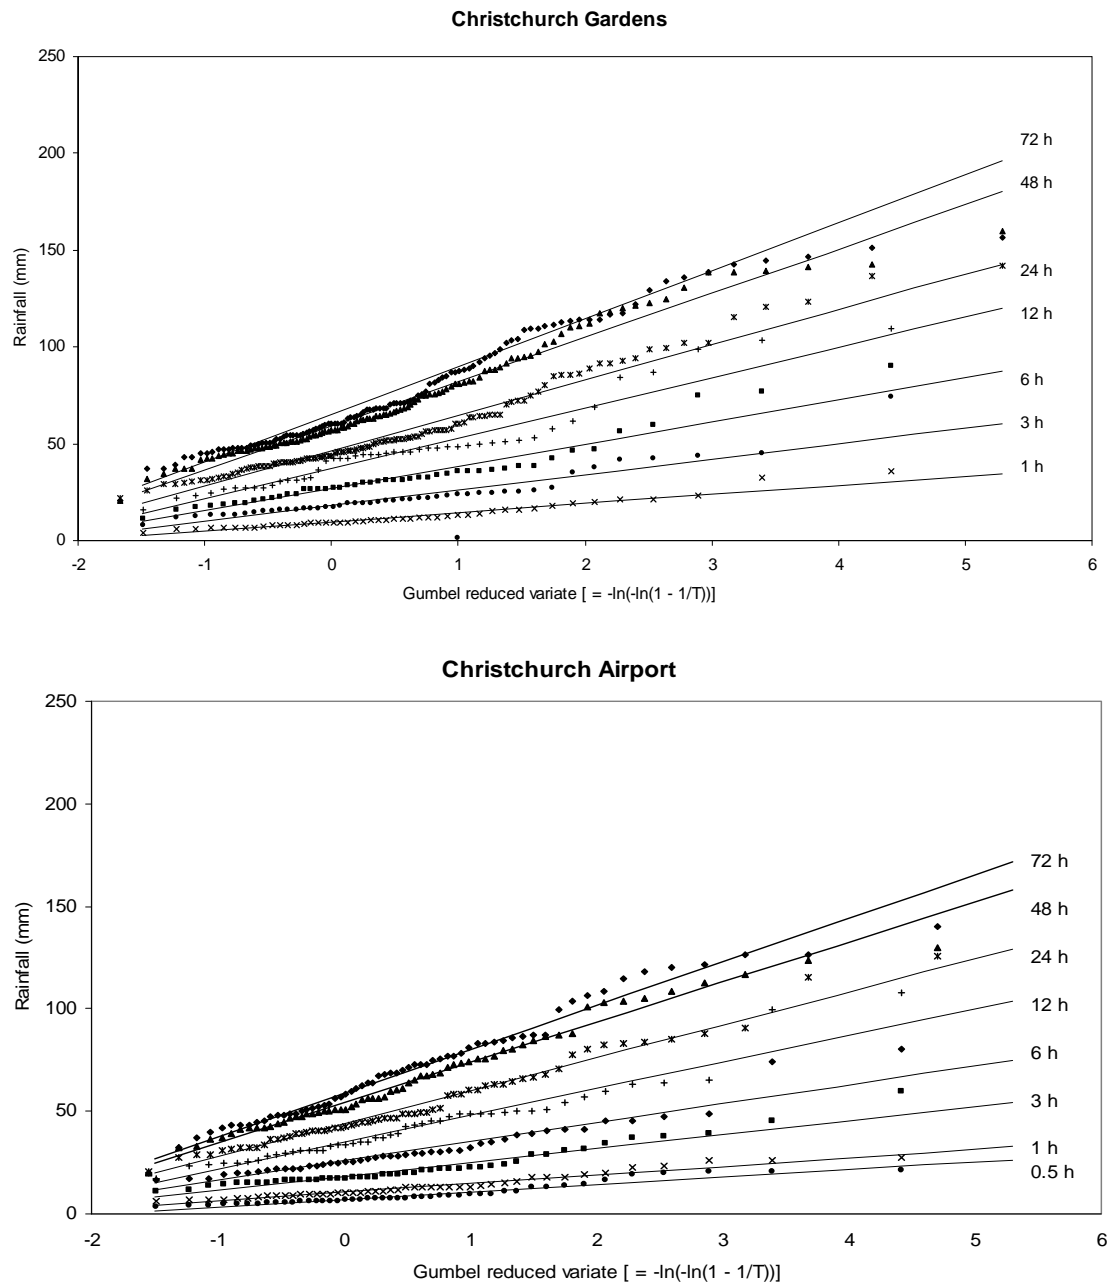 Christchurch Gardens
250
200
150
100
50
0
Rainfall (mm)
72 h
48 h
24 h
12 h
6 h
3 h
1 h
-2 -1 0 1 2 3 4 5 6
Gumbel reduced variate [ = -ln(-ln(1 - 1/T))]
Christchurch Airport
250
200
150
100
50
0
Rainfall (mm)
72 h
48 h
24 h
12 h
6 h
3 h
1 h
0.5 h
-2 -1 0 1 2 3 4 5 6
Gumbel reduced variate [ = -ln(-ln(1 - 1/T))]